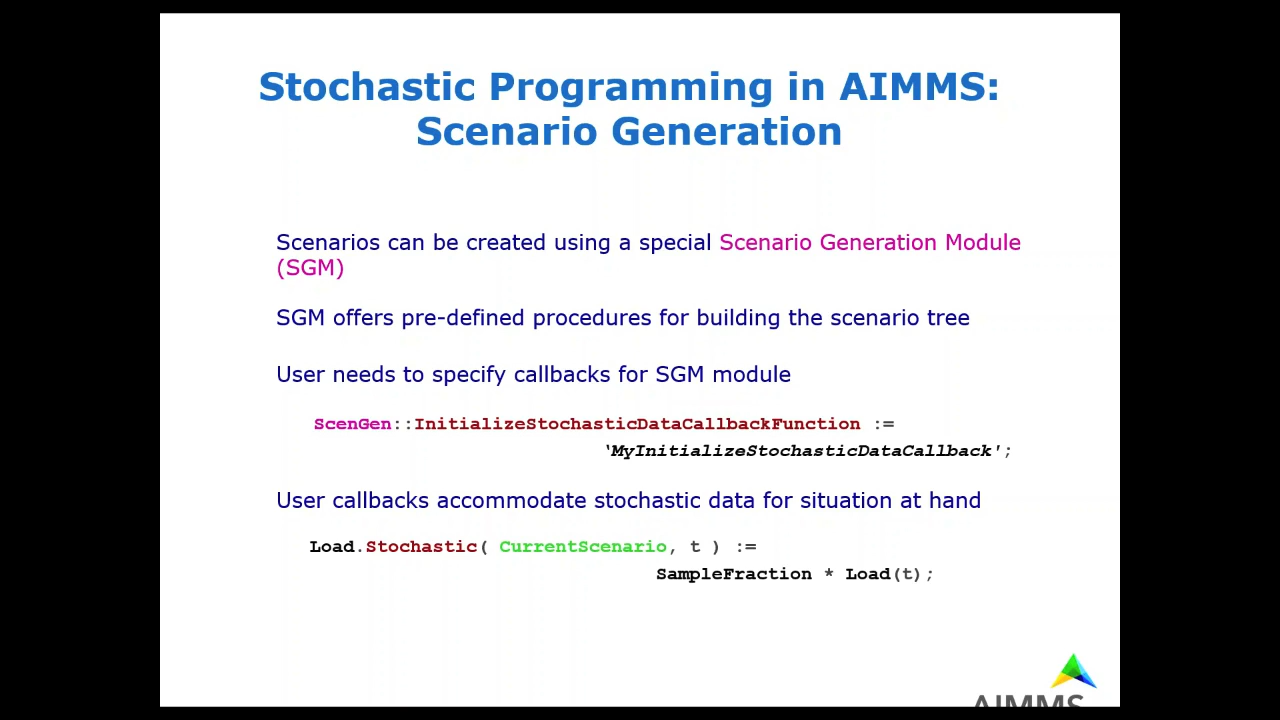 Stochastic Programming in AIMMS:
Scenario Generation
Scenarios can be created using a special Scenario Generation Module
(SGM)
SGM offers pre-defined procedures for building the scenario tree
User needs to specify callbacks for SGM module
ScenGen::InitializeStochasticDataCallbackFunction :=
‘MyInitializeStochasticDataCallback';
User callbacks accommodate stochastic data for situation at hand
Load.Stochastic( CurrentScenario, t ) :=
SampleFraction * Load(t);
AIMMS